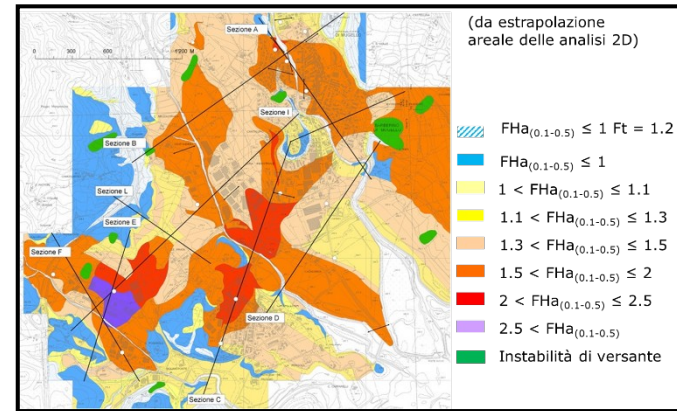 (da estrapolazione
areale delle analisi 2D)
Sezione A
Sezione I
Sezione B
Sezione L
Sezione E
Sezione F
Sezione D
Sezione C
FHa(0.1-0.5) ≤ 1 Ft = 1.2
FHa(0.1-0.5) ≤ 1
1 < FHa(0.1-0.5) ≤ 1.1
1.1 < FHa(0.1-0.5) ≤ 1.3
1.3 < FHa(0.1-0.5) ≤ 1.5
1.5 < FHa(0.1-0.5) ≤ 2
2 < FHa(0.1-0.5) ≤ 2.5
2.5 < FHa(0.1-0.5)
Instabilità di versante